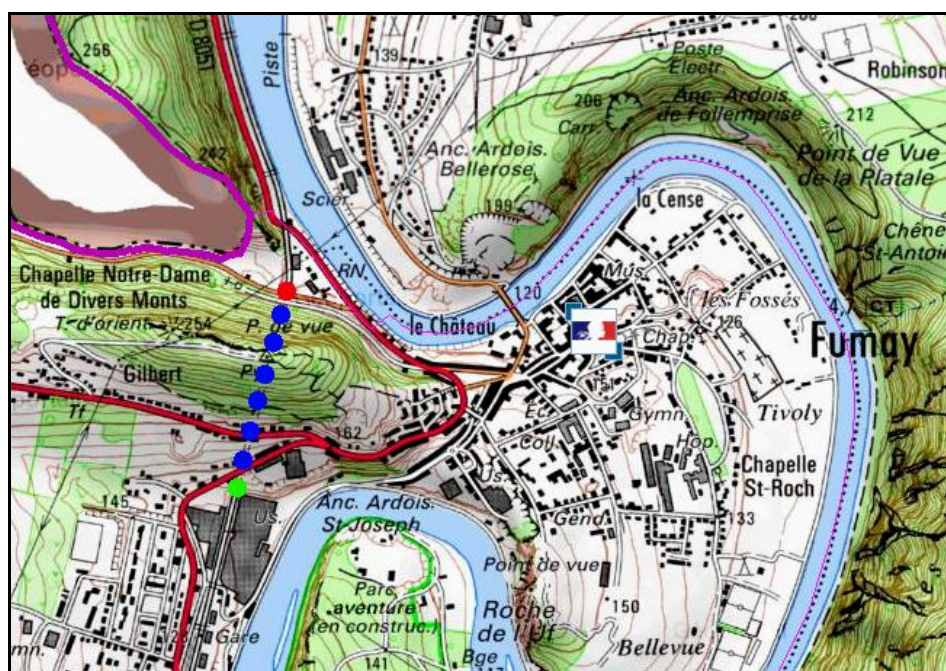 256
D 805T
Piste
139
Poste
Electr.
Robinson
206
Carr.
Anc. Ardois.
de Follemprise
212
Anc. Ardois.
Bellerose
Point de Vue
de la Platale
242
Scier.
199
la Cense
Chêne
St-Antoi
Chapelle Notre-Dame
de Divers Monts
RN.
Mus.
120
les Fossés
T. d'orient.
254
P. de vue
le Château
126
Chap.
Fumay
Gilbert
151
Tf
162
Ec.
Gymn.
Tivoly
Coll.
Hop.
Us.
Chapelle
St-Roch
145
Us.
Anc. Ardois.
St-Joseph
Gend.
133
Point de vue
Parc
aventure
(en construc.)
150
Roche
de l'Uf
Gare
Bellevue
141
Bge
mn.